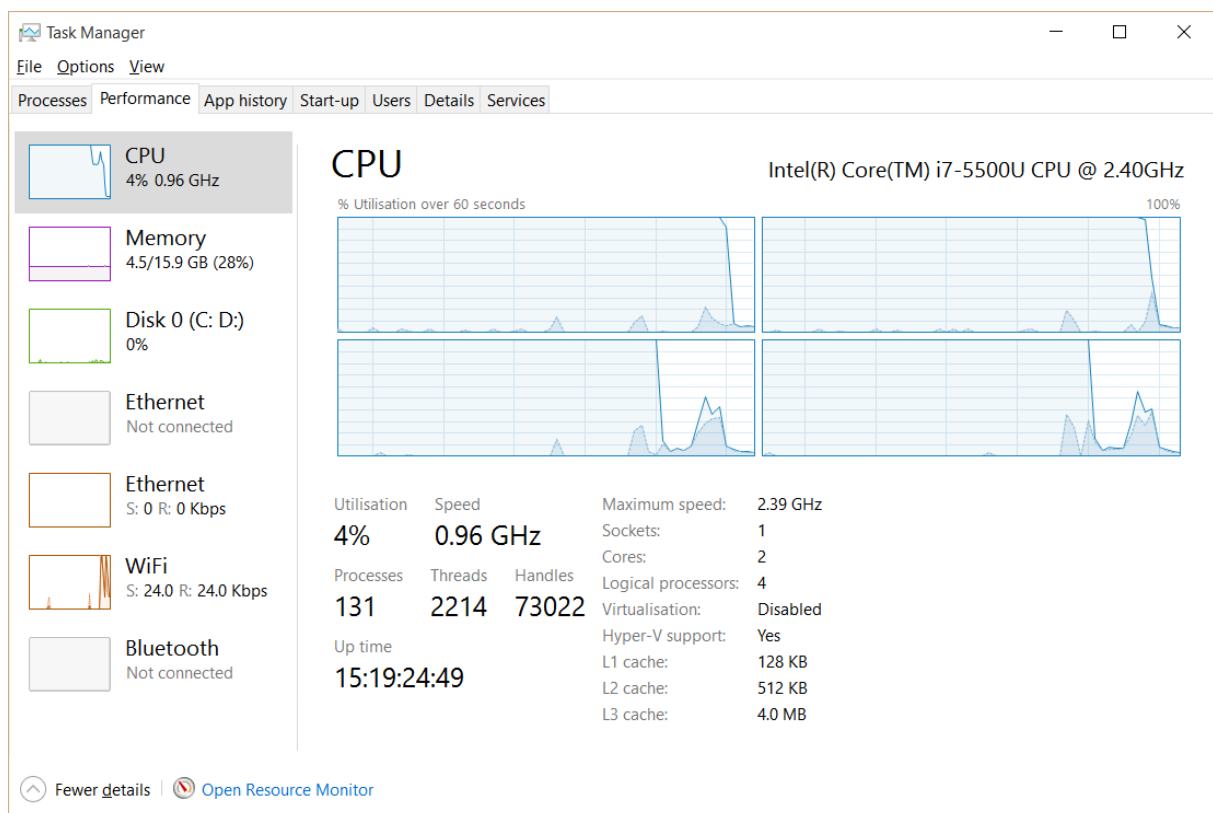 Task Manager
File Options View
Processes Performance App history Start-up Users Details Services
CPU
4% 0.96 GHz
Memory
4.5/15.9 GB (28%)
Disk 0 (C: D:)
0%
Ethernet
Not connected
Ethernet
S: 0 R: 0 Kbps
WiFi
S: 24.0 R: 24.0 Kbps
Bluetooth
Not connected
CPU
Intel(R) Core(TM) i7-5500U CPU @ 2.40GHz
% Utilisation over 60 seconds 100%
Utilisation Speed
4% 0.96 GHz
Processes Threads Handles
131 2214 73022
Up time
15:19:24:49
Maximum speed: 2.39 GHz
Sockets: 1
Cores: 2
Logical processors: 4
Virtualisation: Disabled
Hyper-V support: Yes
L1 cache: 128 KB
L2 cache: 512 KB
L3 cache: 4.0 MB
Fewer details Open Resource Monitor